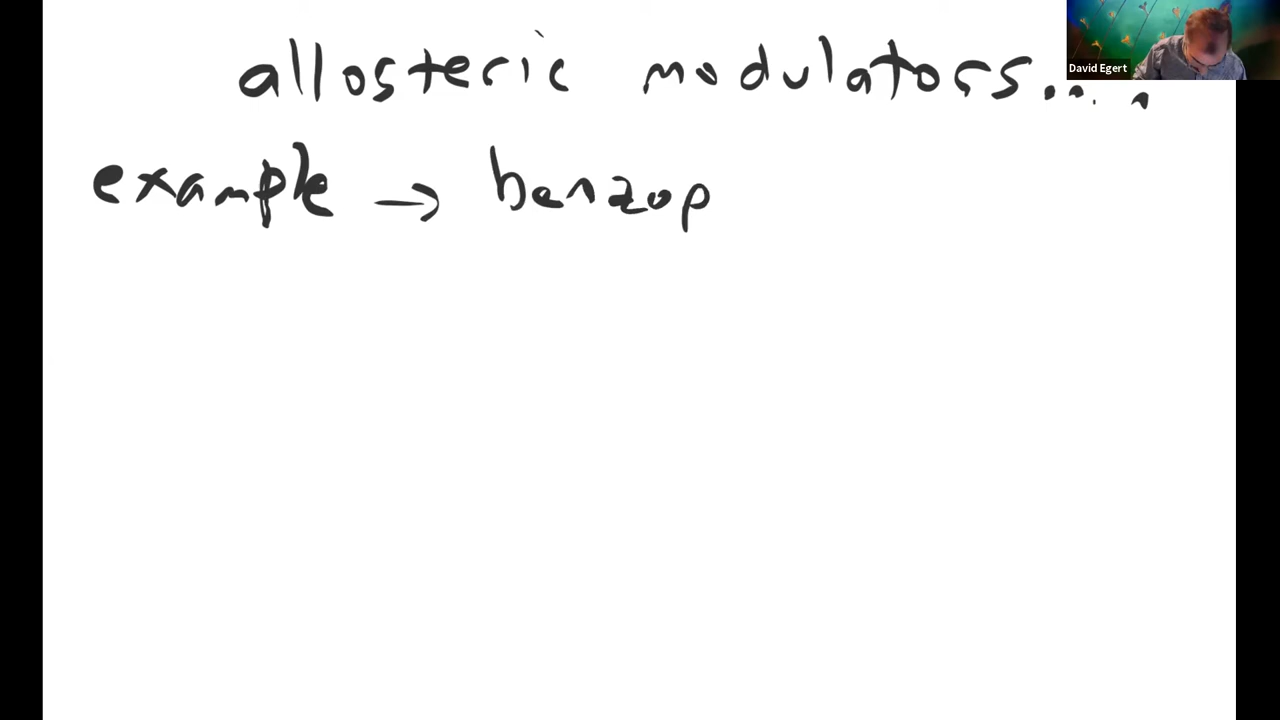 allosteric modulators....
example → benzop
David Egert